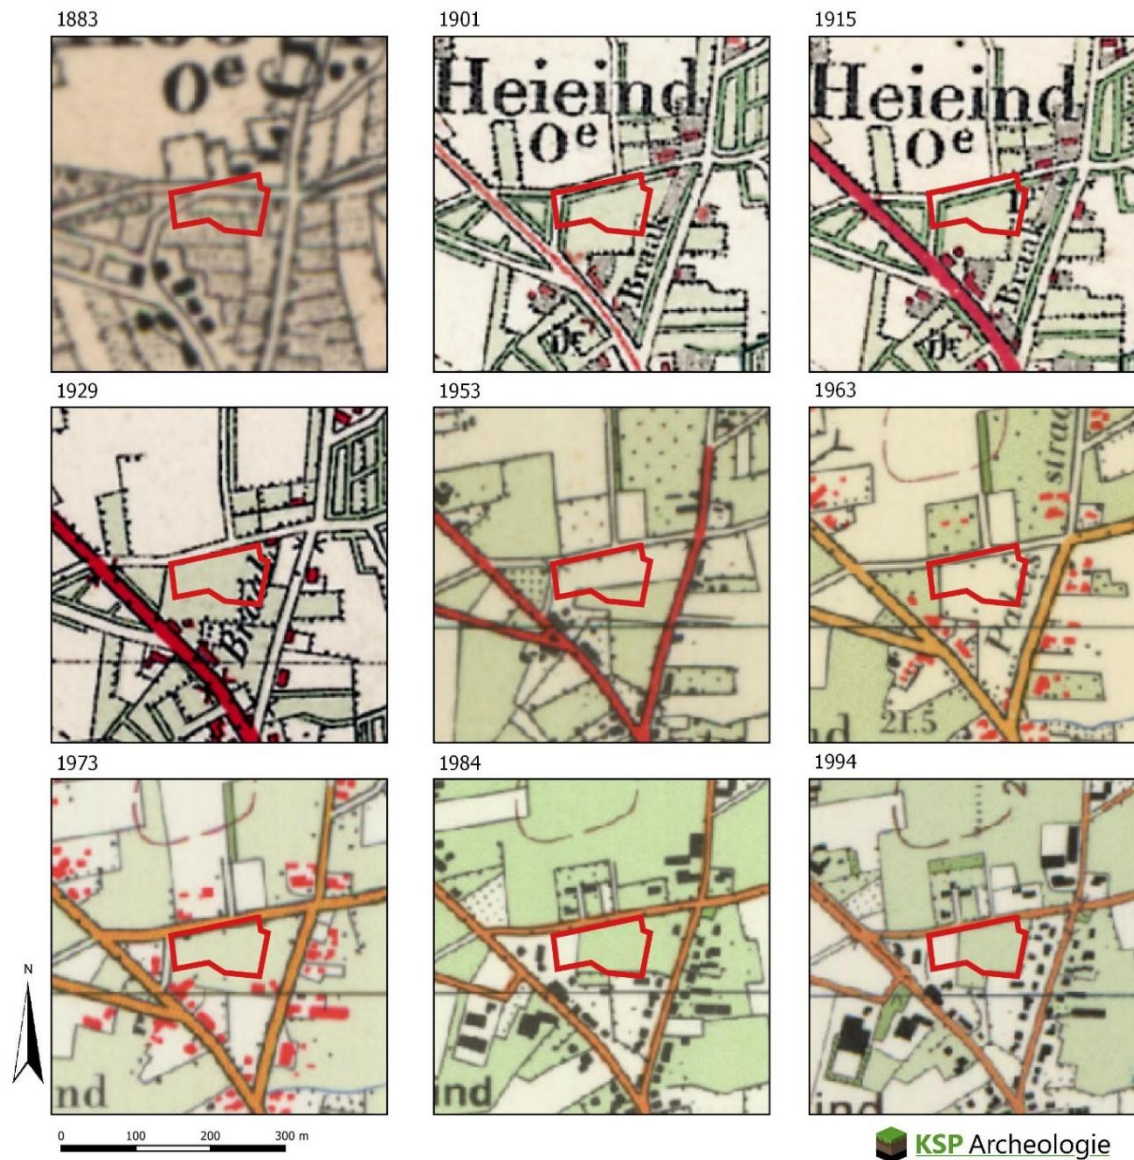 1883
1901
1915
Oe
Heieind
Oe
Braak
Heieind
Oe
Braak
1929
1953
1963
Braak
21.5
nd
1973
1984
1994
nd
ind
ind
N
0 100 200 300 m
KSP Archeologie